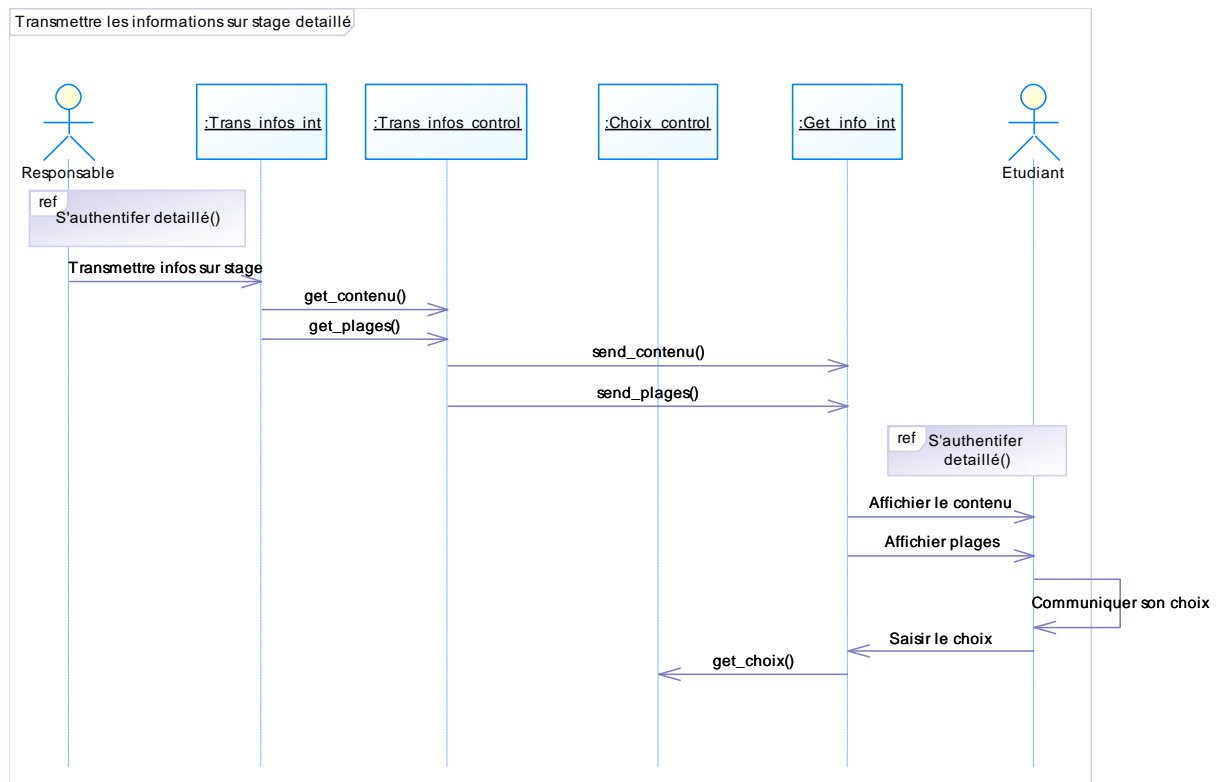 Transmettre les informations sur stage detaillé
:Trans_infos_int
:Trans_infos_control
:Choix_control
:Get_info_int
Responsable
Etudiant
ref
S'authentifer detaillé()
Transmettre infos sur stage
get_contenu()
get_plages()
send_contenu()
send_plages()
ref
S'authentifer
detaillé()
Affichier le contenu
Affichier plages
Communiquer son choix
Saisir le choix
get_choix()